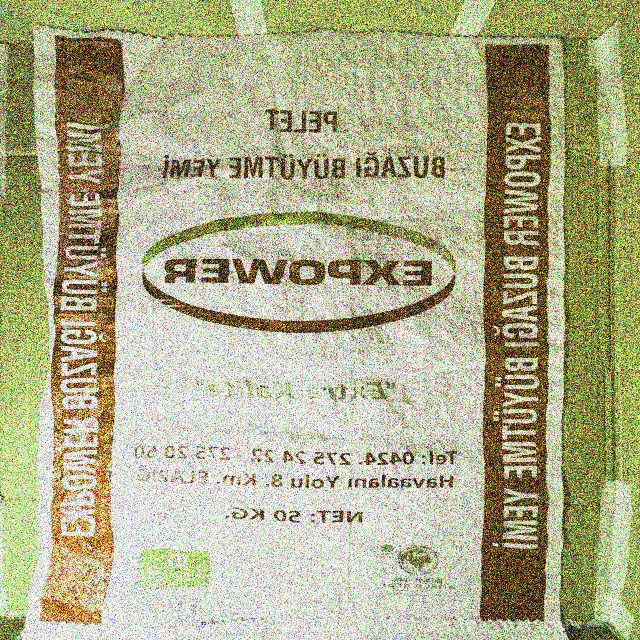 PELET
BUZAĞI BÜYÜTME YEMİ
EXPOWER
Tel: 0424. 275 24 22 - 275 20 50
Havaalanı Yolu 8. Km. ELAZIĞ
NET: 50 KG.
EXPOWER BUZAĞI BÜYÜTME YEMİ
EXPOWER BUZAĞI BÜYÜTME YEMİ